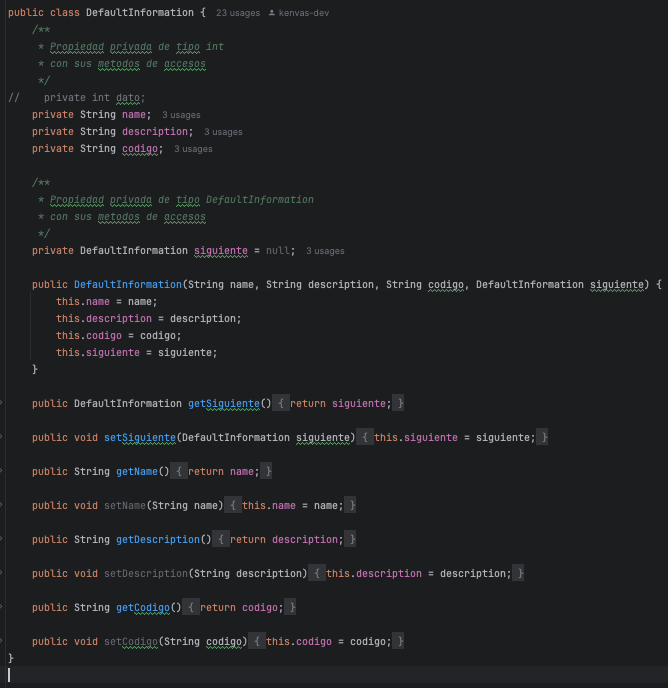 public class DefaultInformation {  23 usages  kenvas-dev
    /**
     * Propiedad privada de tipo int
     * con sus metodos de accesos
     */
//    private int dato;
    private String name;  3 usages
    private String description;  3 usages
    private String codigo;  3 usages
    /**
     * Propiedad privada de tipo DefaultInformation
     * con sus metodos de accesos
     */
    private DefaultInformation siguiente = null;  3 usages
    public DefaultInformation(String name, String description, String codigo, DefaultInformation siguiente) {
        this.name = name;
        this.description = description;
        this.codigo = codigo;
        this.siguiente = siguiente;
    }
    public DefaultInformation getSiguiente() { return siguiente; }
    public void setSiguiente(DefaultInformation siguiente) { this.siguiente = siguiente; }
    public String getName() { return name; }
    public void setName(String name) { this.name = name; }
    public String getDescription() { return description; }
    public void setDescription(String description) { this.description = description; }
    public String getCodigo() { return codigo; }
    public void setCodigo(String codigo) { this.codigo = codigo; }
}